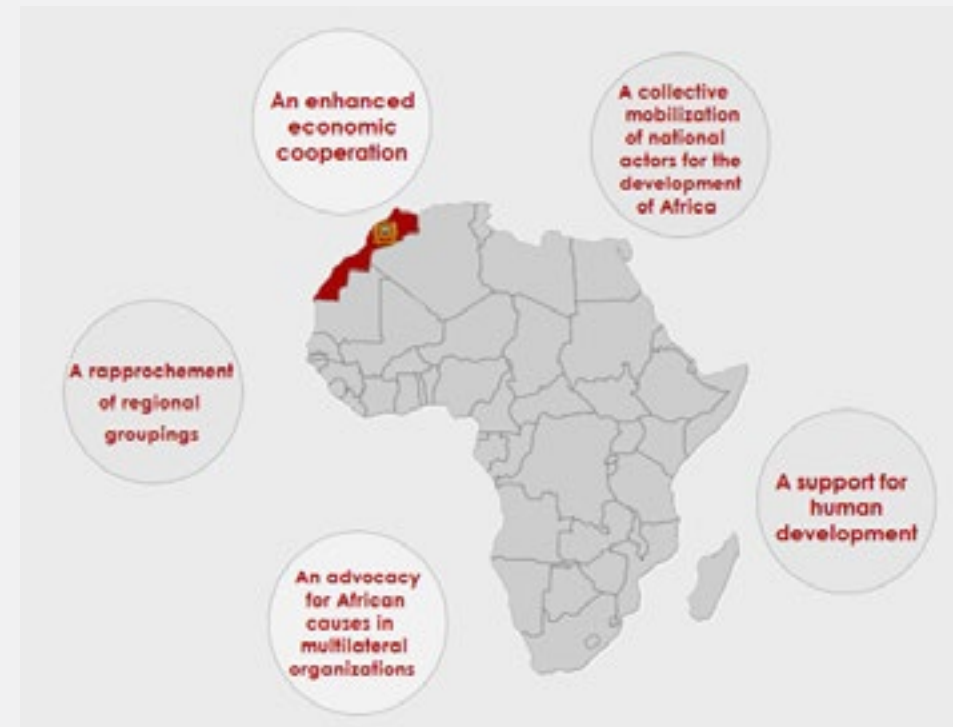 An enhanced
economic
cooperation
A collective
mobilization
of national
actors for the
development
of Africa
A rapprochement
of regional
groupings
A support for
human
development
An advocacy
for African
causes in
multilateral
organizations